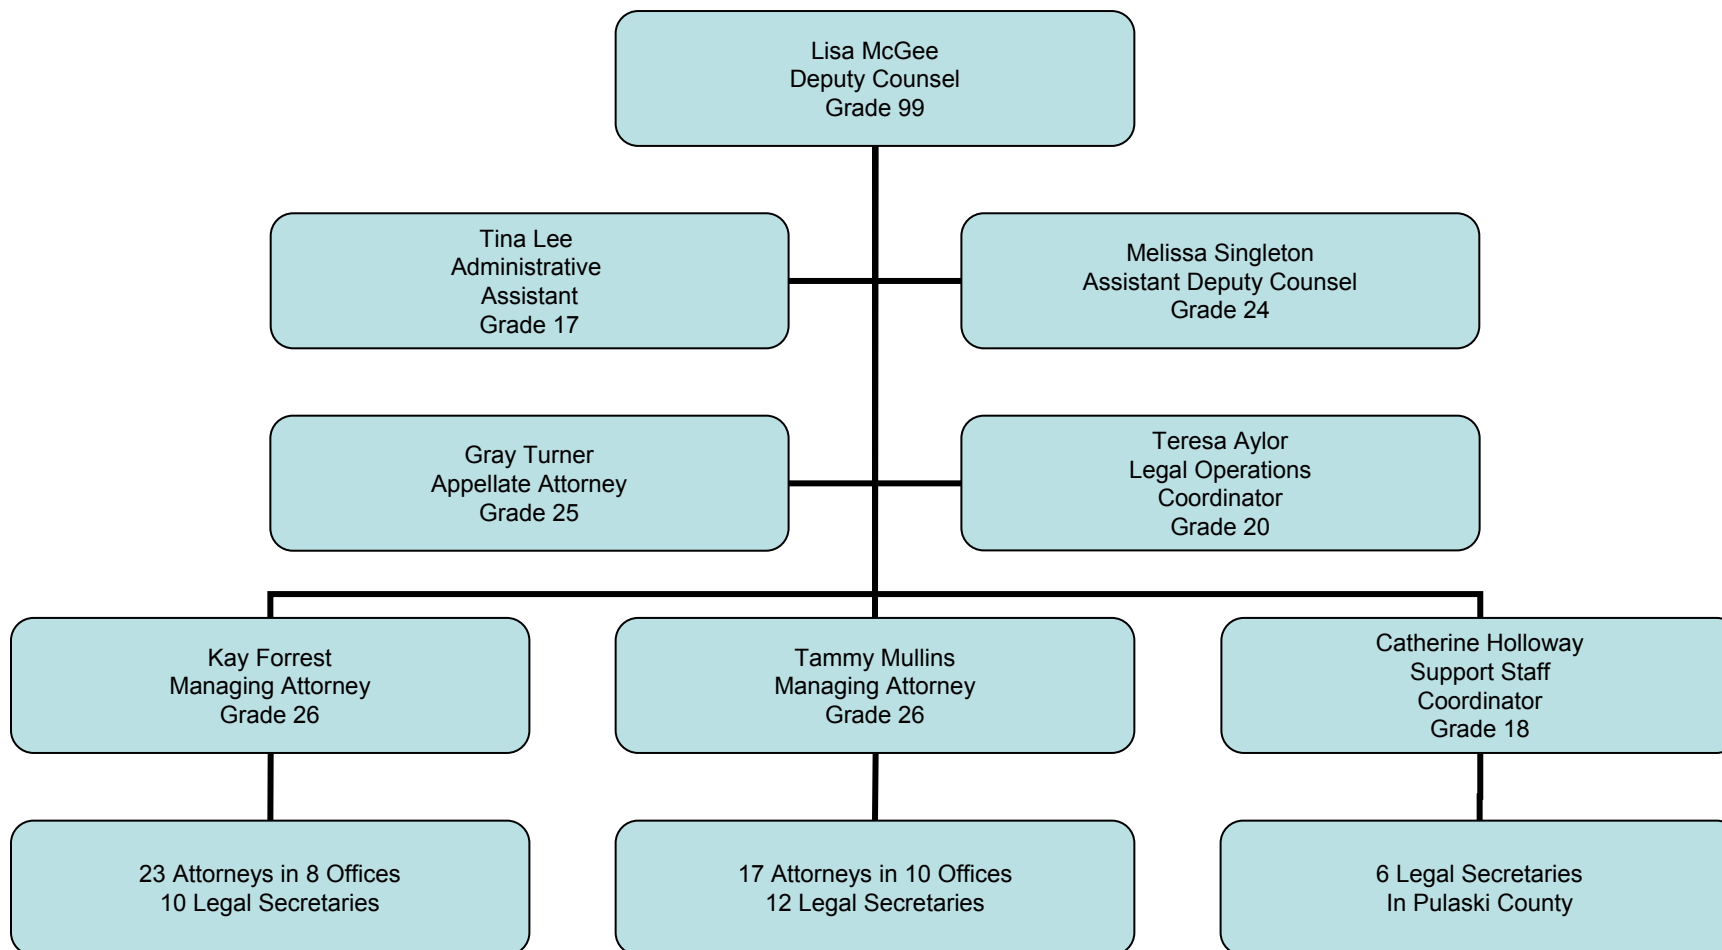 Lisa McGee
Deputy Counsel
Grade 99
Tina Lee
Administrative
Assistant
Grade 17
Melissa Singleton
Assistant Deputy Counsel
Grade 24
Gray Turner
Appellate Attorney
Grade 25
Teresa Aylor
Legal Operations
Coordinator
Grade 20
Kay Forrest
Managing Attorney
Grade 26
Tammy Mullins
Managing Attorney
Grade 26
Catherine Holloway
Support Staff
Coordinator
Grade 18
23 Attorneys in 8 Offices
10 Legal Secretaries
17 Attorneys in 10 Offices
12 Legal Secretaries
6 Legal Secretaries
In Pulaski County